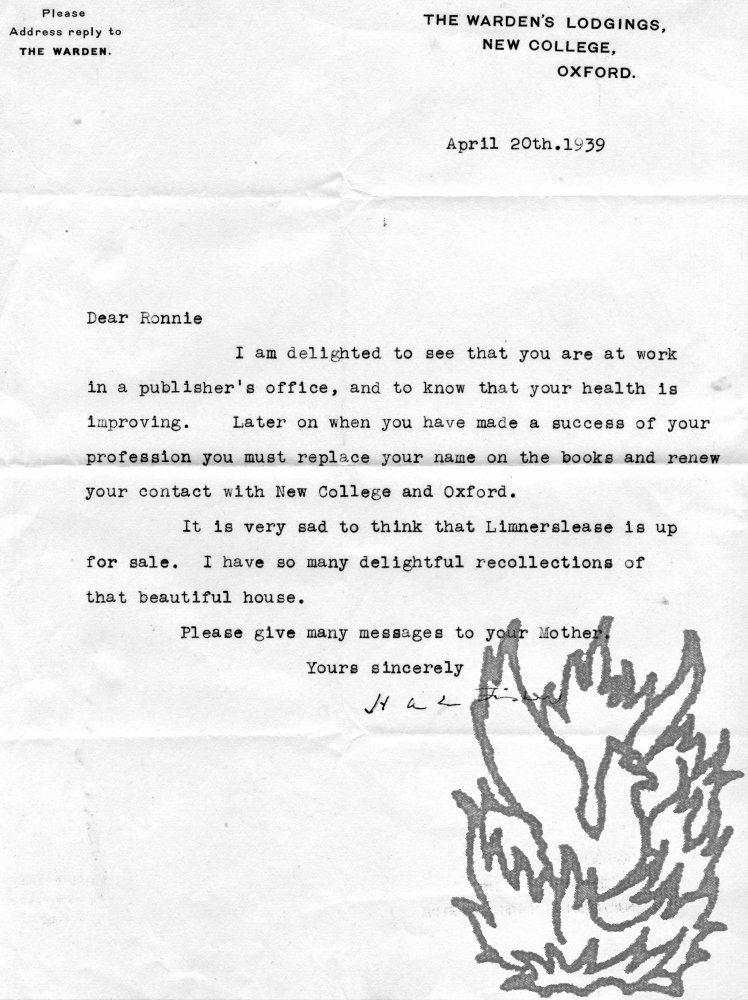 Please
Address reply to
THE WARDEN.
THE WARDEN'S LODGINGS,
NEW COLLEGE,
OXFORD.
April 20th.1939
Dear Ronnie
I am delighted to see that you are at work
in a publisher's office, and to know that your health is
improving. Later on when you have made a success of your
profession you must replace your name on the books and renew
your contact with New College and Oxford.
It is very sad to think that Limnerslease is up
for sale. I have so many delightful recollections of
that beautiful house.
Please give many messages to your Mother.
Yours sincerely
H A L Fisher